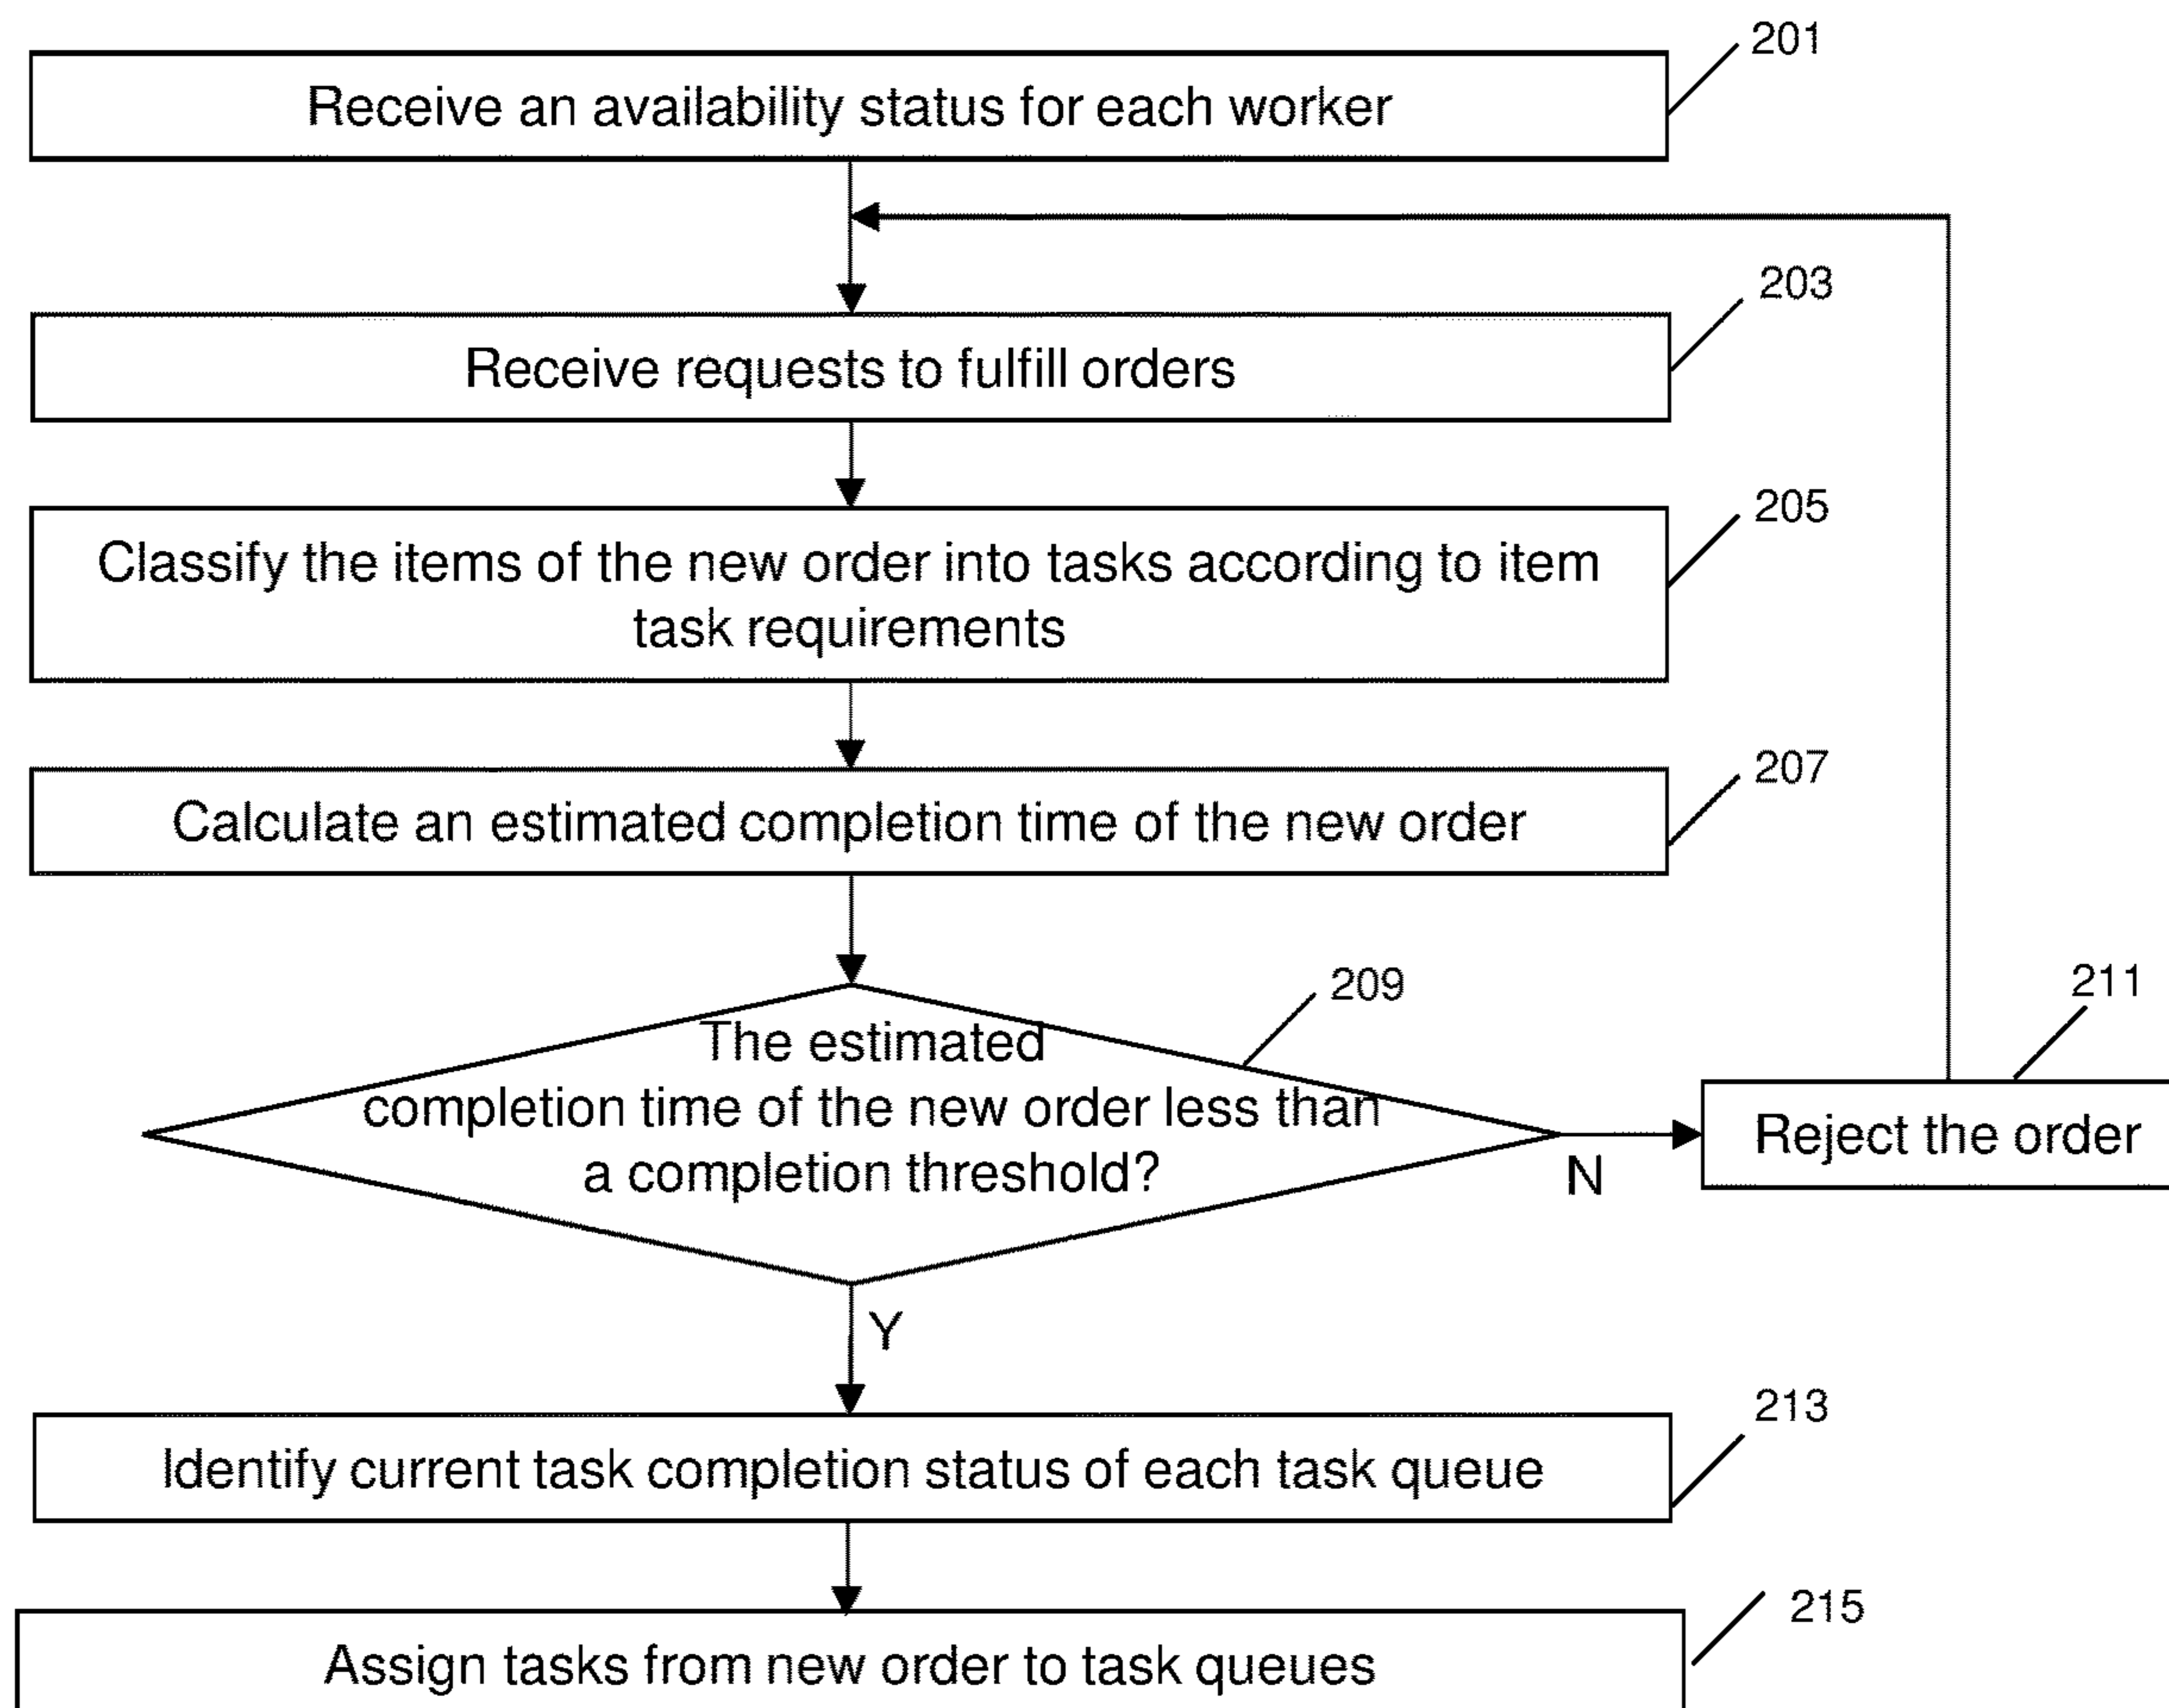 201
Receive an availability status for each worker
203
Receive requests to fulfill orders
205
Classify the items of the new order into tasks according to item
task requirements
207
Calculate an estimated completion time of the new order
209
The estimated
completion time of the new order less than
a completion threshold?
211
Reject the order
N
Y
213
Identify current task completion status of each task queue
215
Assign tasks from new order to task queues